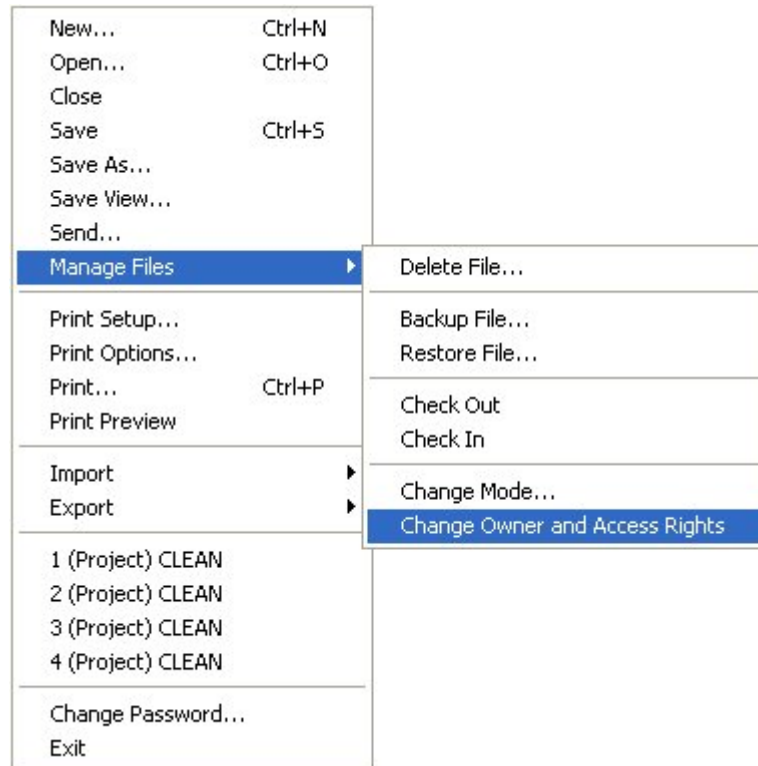 New... Ctrl+N
Open... Ctrl+O
Close
Save Ctrl+S
Save As...
Save View...
Send...
Manage Files
Delete File...
Backup File...
Restore File...
Check Out
Check In
Change Mode...
Change Owner and Access Rights
Print Setup...
Print Options...
Print... Ctrl+P
Print Preview
Import
Export
1 (Project) CLEAN
2 (Project) CLEAN
3 (Project) CLEAN
4 (Project) CLEAN
Change Password...
Exit